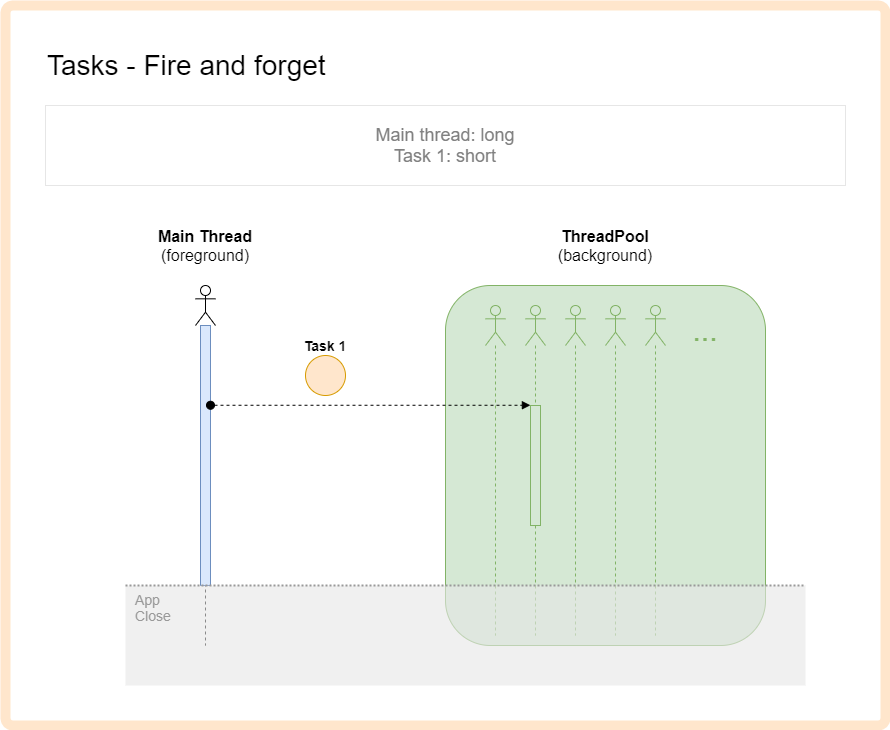 Tasks - Fire and forget
Main thread: long
Task 1: short
Main Thread
(foreground)
ThreadPool
(background)
Task 1
...
App
Close